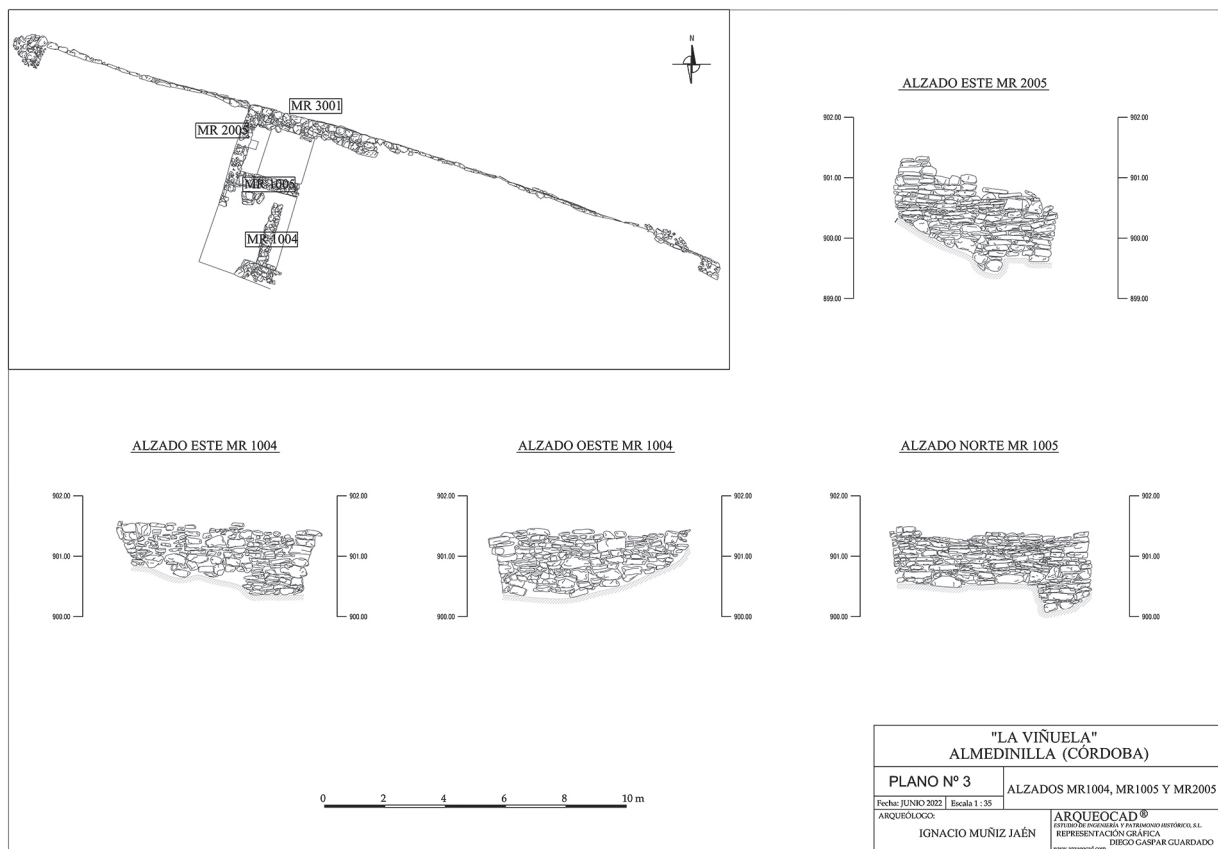 N
MR 3001
MR 2005
MR 1005
MR 1004
ALZADO ESTE MR 2005
902.00
902.00
901.00
901.00
900.00
900.00
899.00
899.00
ALZADO ESTE MR 1004
902.00
902.00
901.00
901.00
900.00
900.00
ALZADO OESTE MR 1004
902.00
902.00
901.00
901.00
900.00
900.00
ALZADO NORTE MR 1005
902.00
902.00
901.00
901.00
900.00
900.00
0 2 4 6 8 10 m
"LA VIÑUELA"
ALMEDINILLA (CÓRDOBA)
PLANO Nº 3
ALZADOS MR1004, MR1005 Y MR2005
Fecha: JUNIO 2022 Escala 1 : 35
ARQUEÓLOGO:
IGNACIO MUÑIZ JAÉN
ARQUEOCAD®
ESTUDIO DE INGENIERÍA Y PATRIMONIO HISTÓRICO, S.L.
REPRESENTACIÓN GRÁFICA
DIEGO GASPAR GUARDADO
www.arqueocad.com